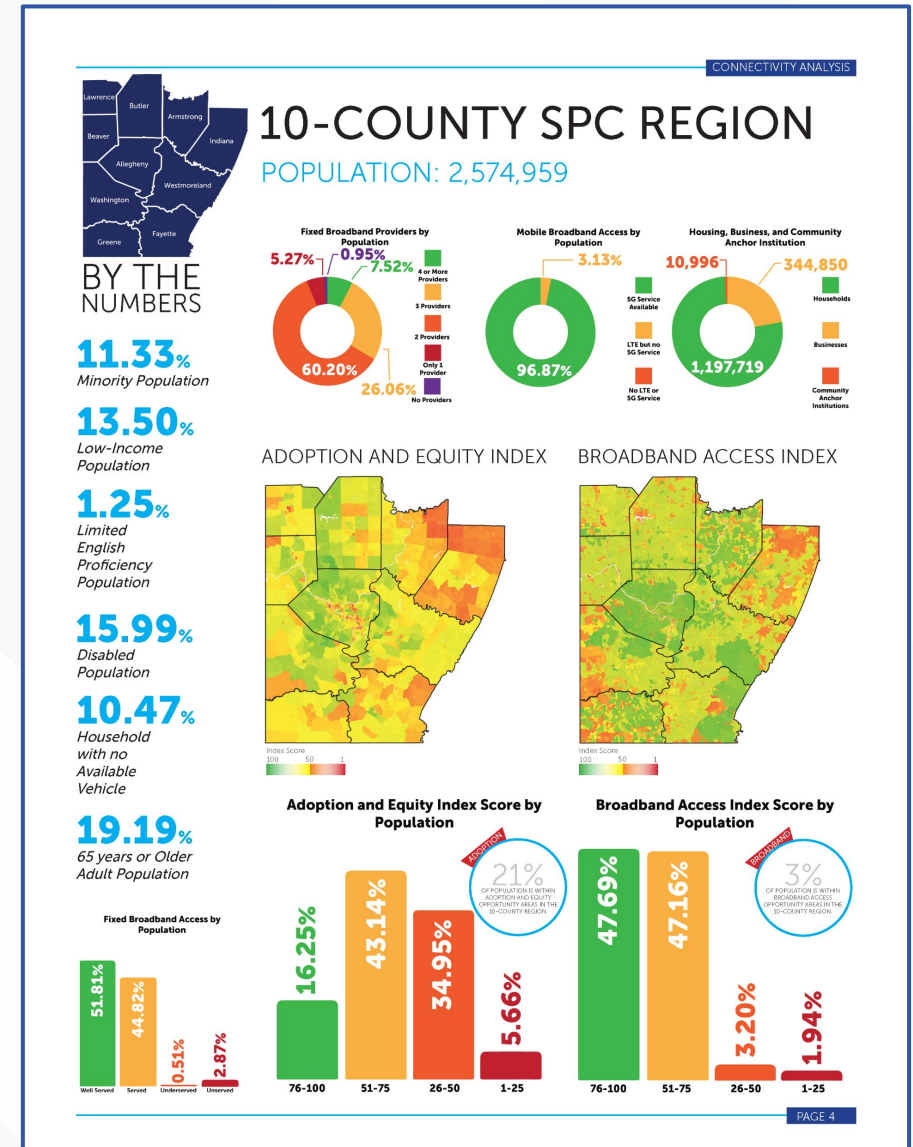 CONNECTIVITY ANALYSIS
Lawrence
Butler
Armstrong
Indiana
Beaver
Allegheny
Westmoreland
Washington
Fayette
Greene
10-COUNTY SPC REGION
POPULATION: 2,574,959
BY THE
NUMBERS
11.33%
Minority Population
13.50%
Low-Income
Population
1.25%
Limited
English
Proficiency
Population
15.99%
Disabled
Population
10.47%
Household
with no
Available
Vehicle
19.19%
65 years or Older
Adult Population
Fixed Broadband Providers by
Population
5.27%
0.95%
7.52%
60.20%
26.06%
4 or More
Providers
3 Providers
2 Providers
Only 1
Provider
No Providers
Mobile Broadband Access by
Population
3.13%
96.87%
5G Service
Available
LTE but no
5G Service
No LTE or
5G Service
Housing, Business, and Community
Anchor Institution
10,996
344,850
1,197,719
Households
Businesses
Community
Anchor
Institutions
ADOPTION AND EQUITY INDEX
Index Score
100 50 1
BROADBAND ACCESS INDEX
Index Score
100 50 1
Fixed Broadband Access by
Population
51.81%
44.82%
0.51%
2.87%
Well Served Served Underserved Unserved
Adoption and Equity Index Score by
Population
ADOPTION
21%
OF POPULATION IS WITHIN
ADOPTION AND EQUITY
OPPORTUNITY AREAS IN THE
10-COUNTY REGION
16.25%
43.14%
34.95%
5.66%
76-100 51-75 26-50 1-25
Broadband Access Index Score by
Population
BROADBAND
3%
OF POPULATION IS WITHIN
BROADBAND ACCESS
OPPORTUNITY AREAS IN THE
10-COUNTY REGION
47.69%
47.16%
3.20%
1.94%
76-100 51-75 26-50 1-25
PAGE 4